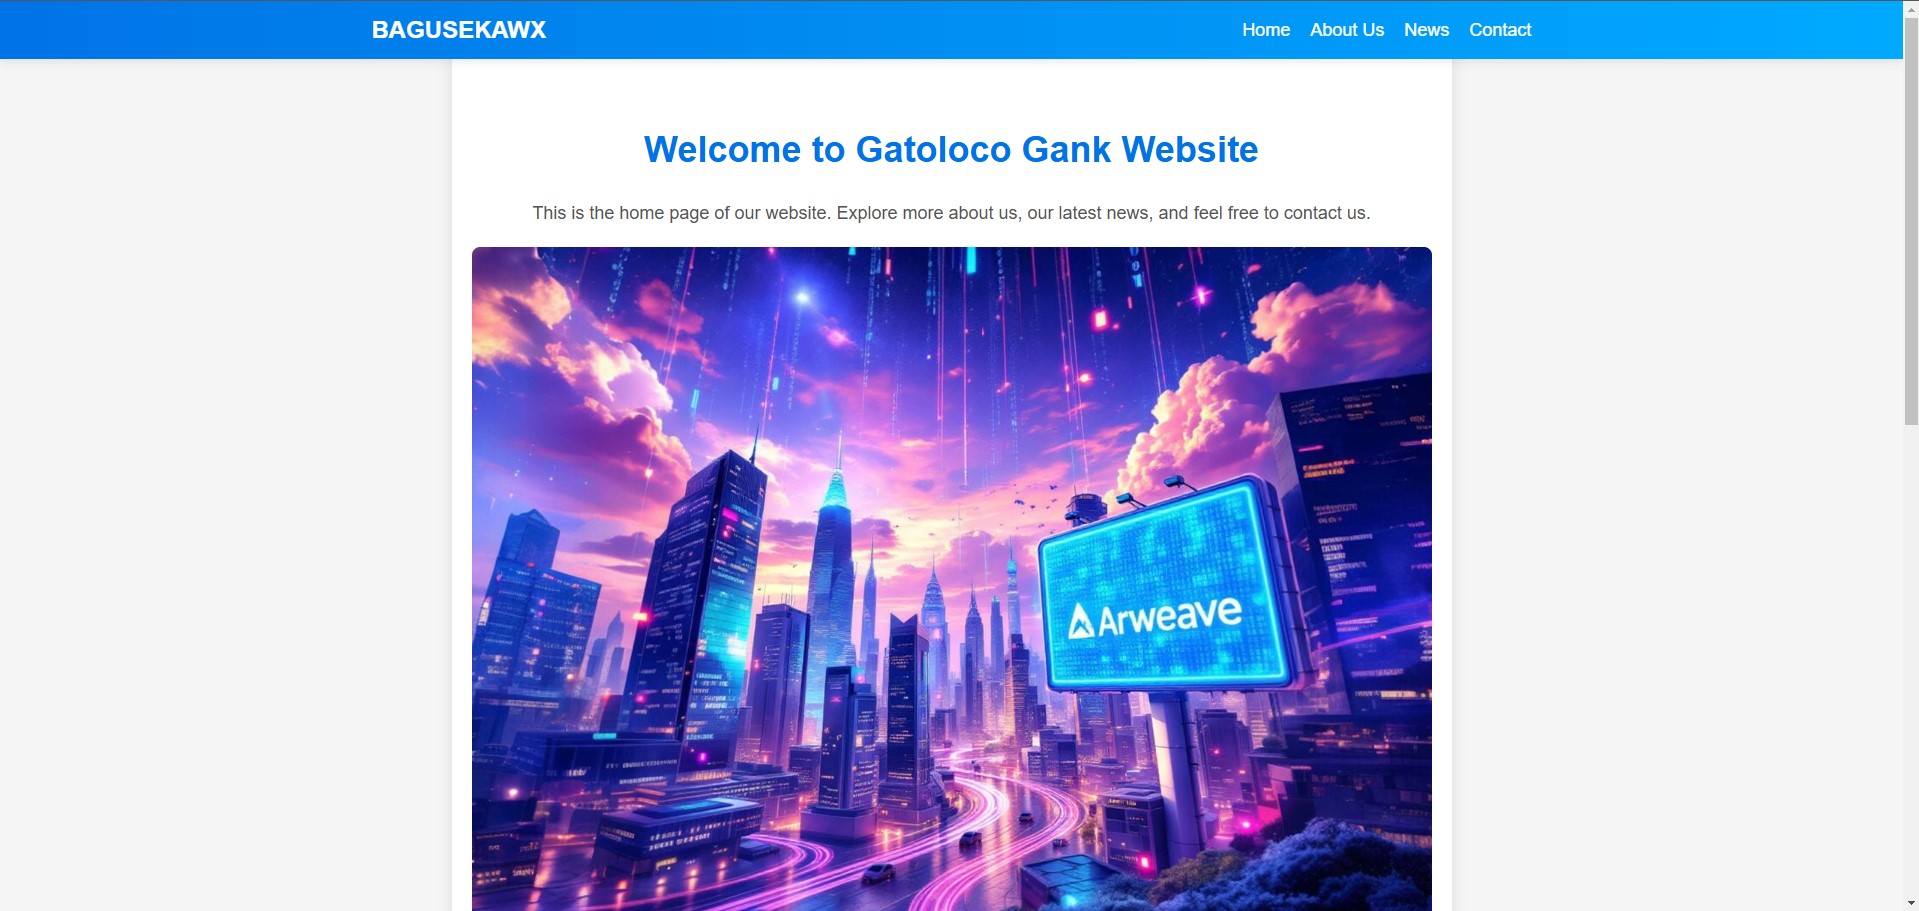 BAGUSEKAWX
Home About Us News Contact
Welcome to Gatoloco Gank Website
This is the home page of our website. Explore more about us, our latest news, and feel free to contact us.
Arweave